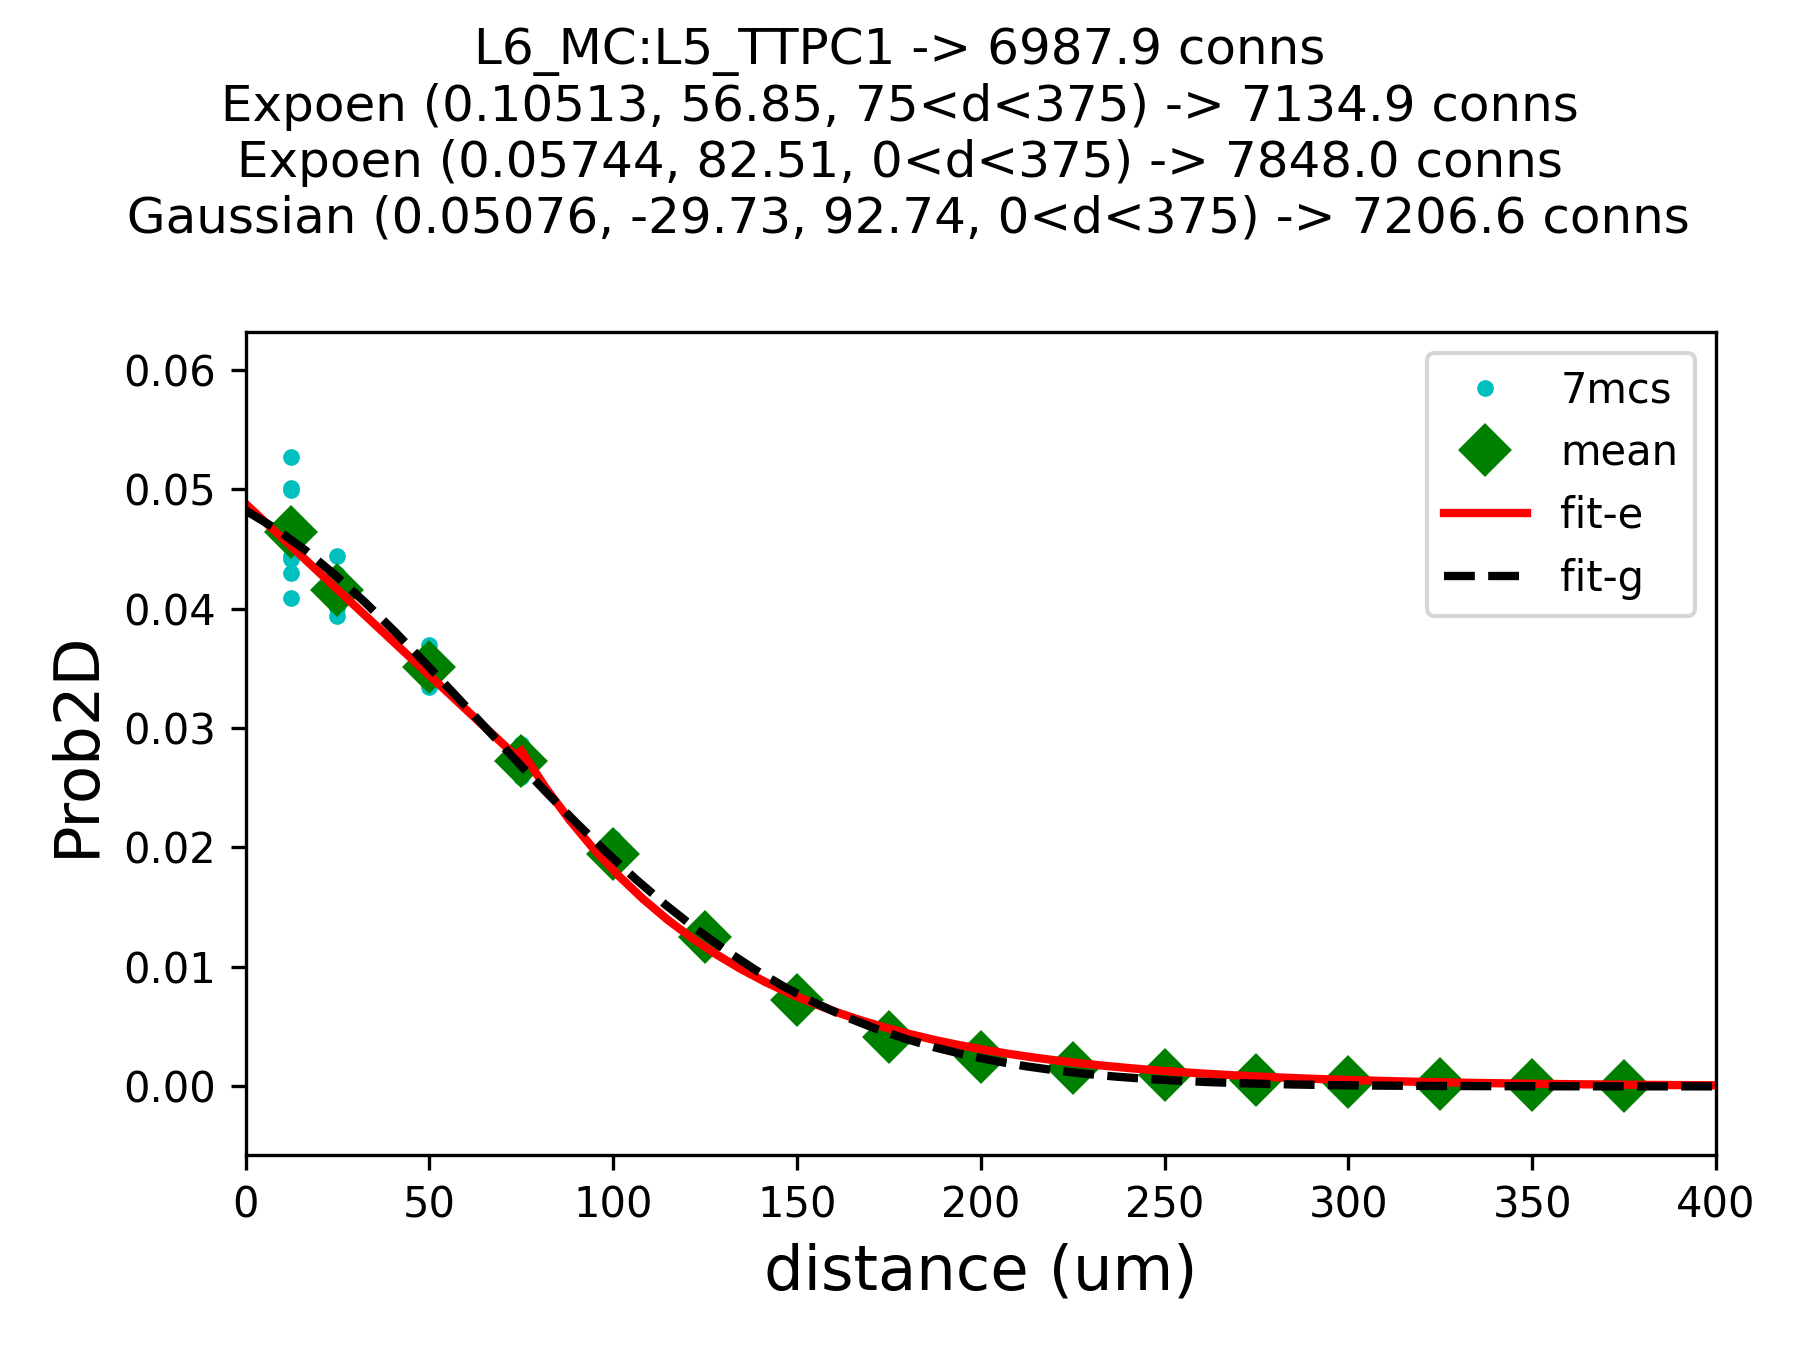 L6_MC:L5_TTPC1 -> 6987.9 conns
Expoen (0.10513, 56.85, 75<d<375) -> 7134.9 conns
Expoen (0.05744, 82.51, 0<d<375) -> 7848.0 conns
Gaussian (0.05076, -29.73, 92.74, 0<d<375) -> 7206.6 conns
7mcs
mean
fit-e
fit-g
0.06
0.05
0.04
0.03
0.02
0.01
0.00
Prob2D
0 50 100 150 200 250 300 350 400
distance (um)